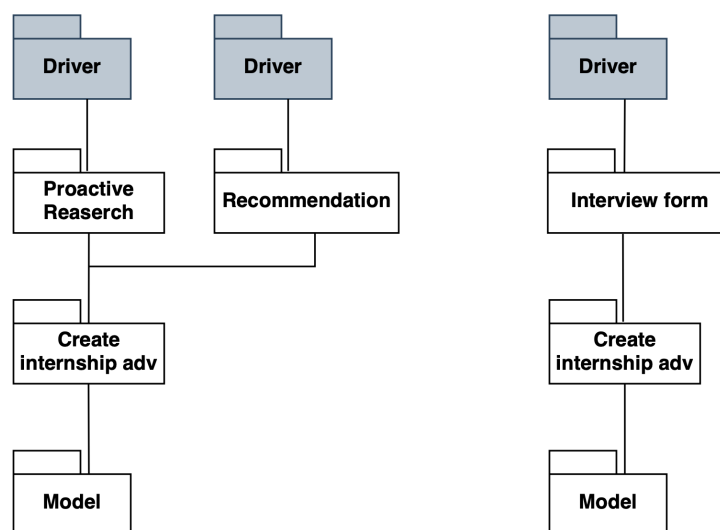 Driver
Driver
Driver
Proactive
Reaserch
Recommendation
Interview form
Create
internship adv
Create
internship adv
Model
Model